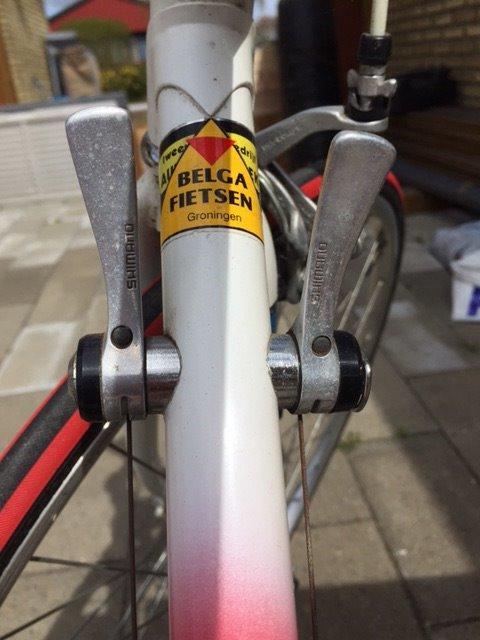 BELGA
FIETSEN
Groningen
SHIMANO
SHIMANO